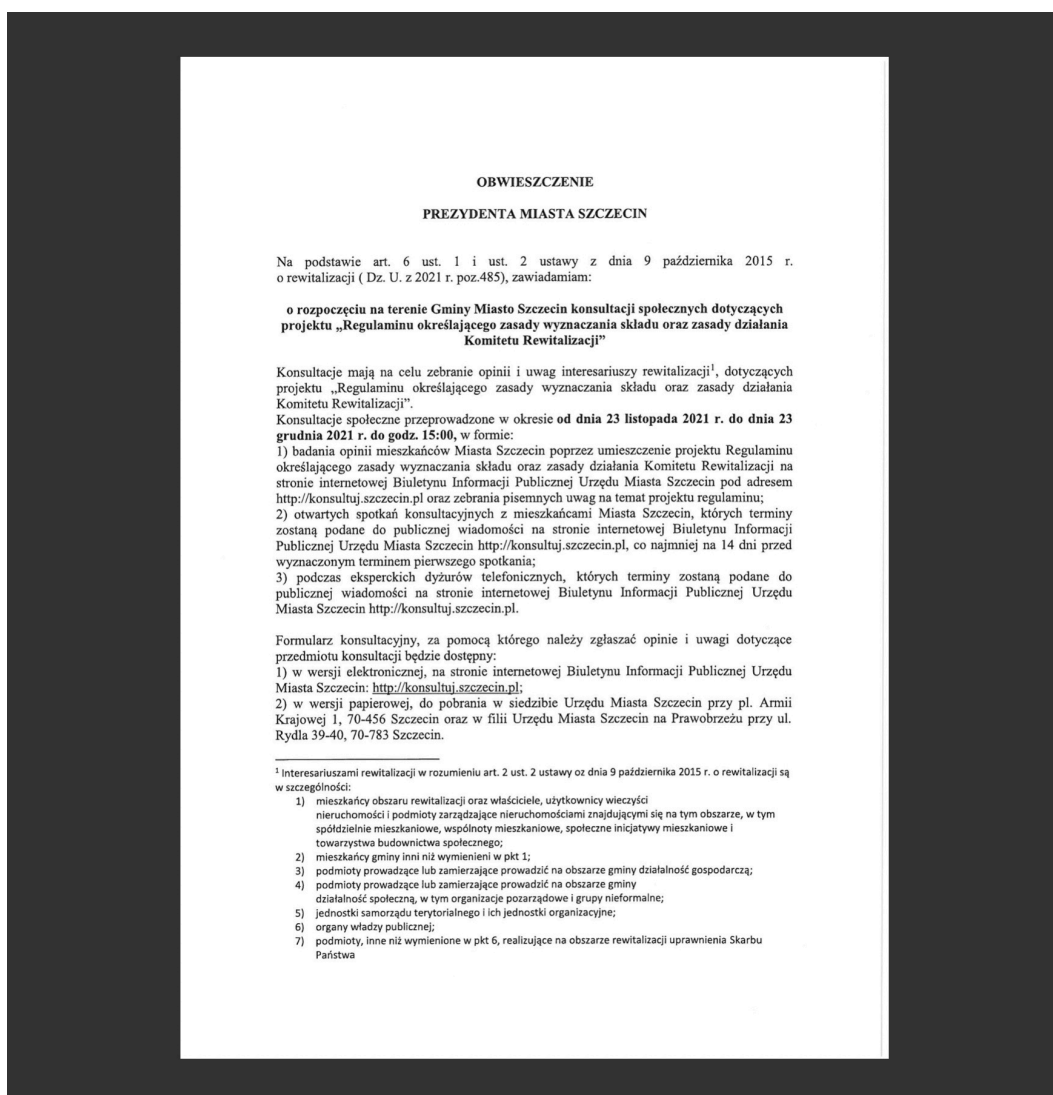 OBWIESZCZENIE
PREZYDENTA MIASTA SZCZECIN
Na podstawie art. 6 ust. 1 i ust. 2 ustawy z dnia 9 października 2015 r.
o rewitalizacji ( Dz. U. z 2021 r. poz.485), zawiadamiam:
o rozpoczęciu na terenie Gminy Miasto Szczecin konsultacji społecznych dotyczących
projektu „Regulaminu określającego zasady wyznaczania składu oraz zasady działania
Komitetu Rewitalizacji”
Konsultacje mają na celu zebranie opinii i uwag interesariuszy rewitalizacji¹, dotyczących
projektu „Regulaminu określającego zasady wyznaczania składu oraz zasady działania
Komitetu Rewitalizacji”.
Konsultacje społeczne przeprowadzone w okresie od dnia 23 listopada 2021 r. do dnia 23
grudnia 2021 r. do godz. 15:00, w formie:
1) badania opinii mieszkańców Miasta Szczecin poprzez umieszczenie projektu Regulaminu
określającego zasady wyznaczania składu oraz zasady działania Komitetu Rewitalizacji na
stronie internetowej Biuletynu Informacji Publicznej Urzędu Miasta Szczecin pod adresem
http://konsultuj.szczecin.pl oraz zebrania pisemnych uwag na temat projektu regulaminu;
2) otwartych spotkań konsultacyjnych z mieszkańcami Miasta Szczecin, których terminy
zostaną podane do publicznej wiadomości na stronie internetowej Biuletynu Informacji
Publicznej Urzędu Miasta Szczecin http://konsultuj.szczecin.pl, co najmniej na 14 dni przed
wyznaczonym terminem pierwszego spotkania;
3) podczas eksperckich dyżurów telefonicznych, których terminy zostaną podane do
publicznej wiadomości na stronie internetowej Biuletynu Informacji Publicznej Urzędu
Miasta Szczecin http://konsultuj.szczecin.pl.
Formularz konsultacyjny, za pomocą którego należy zgłaszać opinie i uwagi dotyczące
przedmiotu konsultacji będzie dostępny:
1) w wersji elektronicznej, na stronie internetowej Biuletynu Informacji Publicznej Urzędu
Miasta Szczecin: http://konsultuj.szczecin.pl;
2) w wersji papierowej, do pobrania w siedzibie Urzędu Miasta Szczecin przy pl. Armii
Krajowej 1, 70-456 Szczecin oraz w filii Urzędu Miasta Szczecin na Prawobrzeżu przy ul.
Rydla 39-40, 70-783 Szczecin.
¹ Interesariuszami rewitalizacji w rozumieniu art. 2 ust. 2 ustawy oz dnia 9 października 2015 r. o rewitalizacji są
w szczególności:
1) mieszkańcy obszaru rewitalizacji oraz właściciele, użytkownicy wieczyści
nieruchomości i podmioty zarządzające nieruchomościami znajdującymi się na tym obszarze, w tym
spółdzielnie mieszkaniowe, wspólnoty mieszkaniowe, społeczne inicjatywy mieszkaniowe i
towarzystwa budownictwa społecznego;
2) mieszkańcy gminy inni niż wymienieni w pkt 1;
3) podmioty prowadzące lub zamierzające prowadzić na obszarze gminy działalność gospodarczą;
4) podmioty prowadzące lub zamierzające prowadzić na obszarze gminy
działalność społeczną, w tym organizacje pozarządowe i grupy nieformalne;
5) jednostki samorządu terytorialnego i ich jednostki organizacyjne;
6) organy władzy publicznej;
7) podmioty, inne niż wymienione w pkt 6, realizujące na obszarze rewitalizacji uprawnienia Skarbu
Państwa